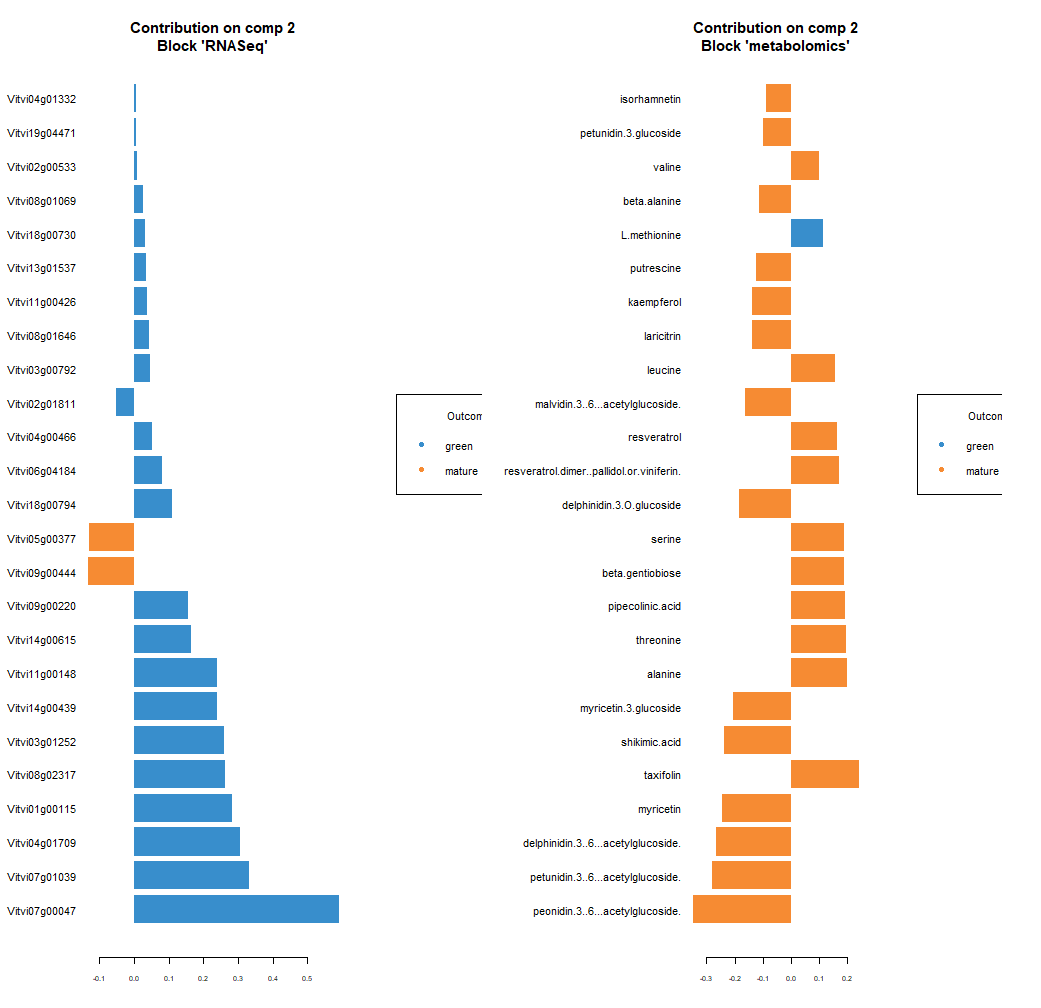 Contribution on comp 2
Block 'RNASeq'
Vitvi04g01332
Vitvi19g04471
Vitvi02g00533
Vitvi08g01069
Vitvi18g00730
Vitvi13g01537
Vitvi11g00426
Vitvi08g01646
Vitvi03g00792
Vitvi02g01811
Vitvi04g00466
Vitvi06g04184
Vitvi18g00794
Vitvi05g00377
Vitvi09g00444
Vitvi09g00220
Vitvi14g00615
Vitvi11g00148
Vitvi14g00439
Vitvi03g01252
Vitvi08g02317
Vitvi01g00115
Vitvi04g01709
Vitvi07g01039
Vitvi07g00047
-0.1 0.0 0.1 0.2 0.3 0.4 0.5
Outcom
green
mature
Contribution on comp 2
Block 'metabolomics'
isorhamnetin
petunidin.3.glucoside
valine
beta.alanine
L.methionine
putrescine
kaempferol
laricitrin
leucine
malvidin.3..6...acetylglucoside.
resveratrol
resveratrol.dimer..pallidol.or.viniferin.
delphinidin.3.O.glucoside
serine
beta.gentiobiose
pipecolinic.acid
threonine
alanine
myricetin.3.glucoside
shikimic.acid
taxifolin
myricetin
delphinidin.3..6...acetylglucoside.
petunidin.3..6...acetylglucoside.
peonidin.3..6...acetylglucoside.
-0.3 -0.2 -0.1 0.0 0.1 0.2
Outcom
green
mature